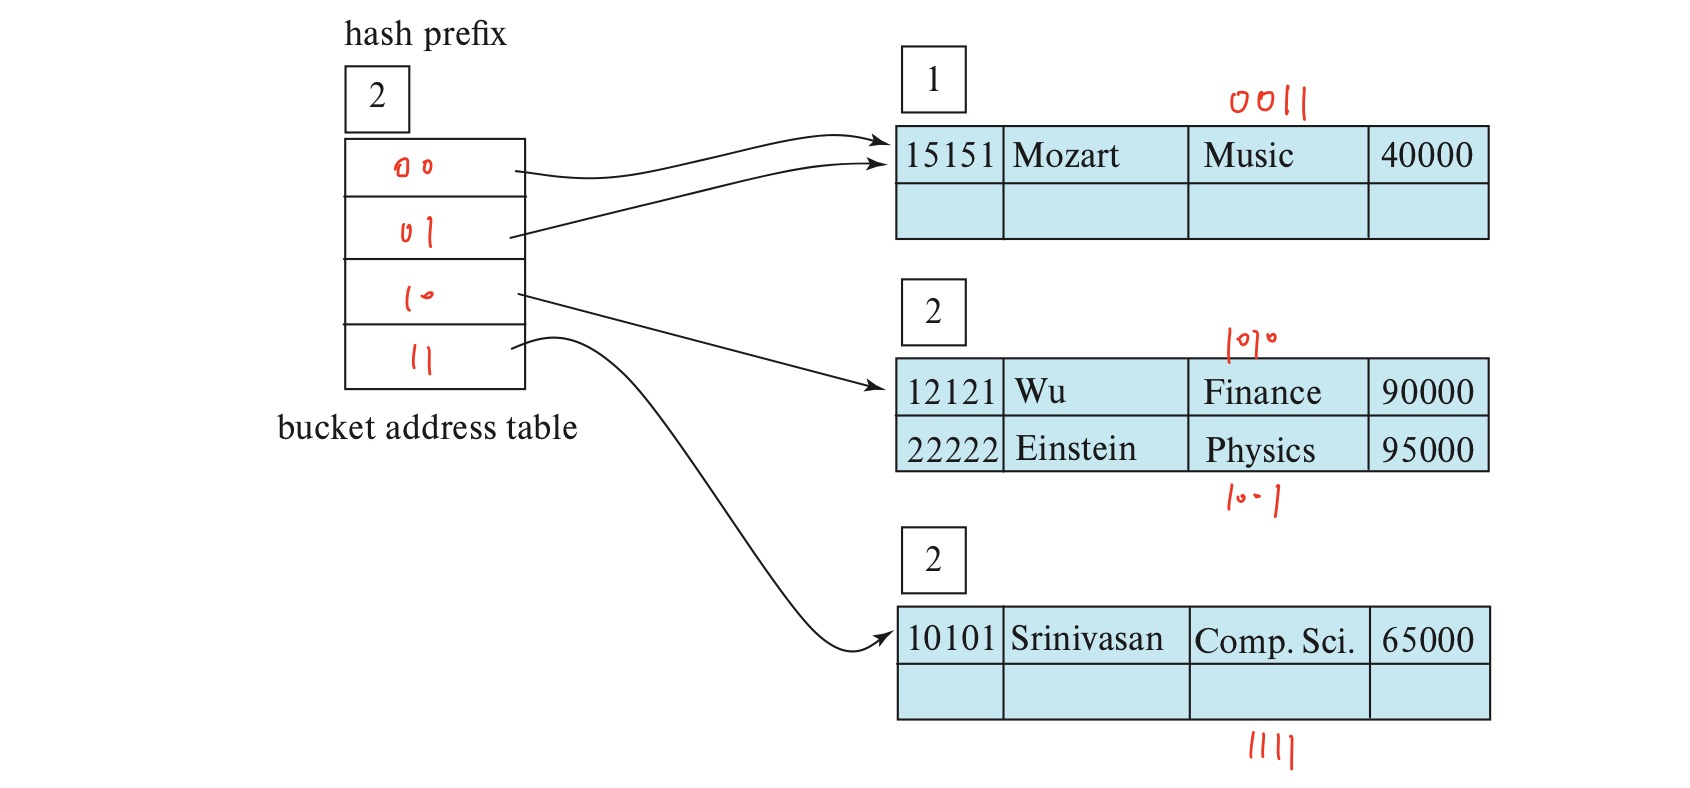 hash prefix
2
00
01
10
11
bucket address table
1
0011
15151 Mozart Music 40000
2
1010
12121 Wu Finance 90000
22222 Einstein Physics 95000
1001
2
10101 Srinivasan Comp. Sci. 65000
1111